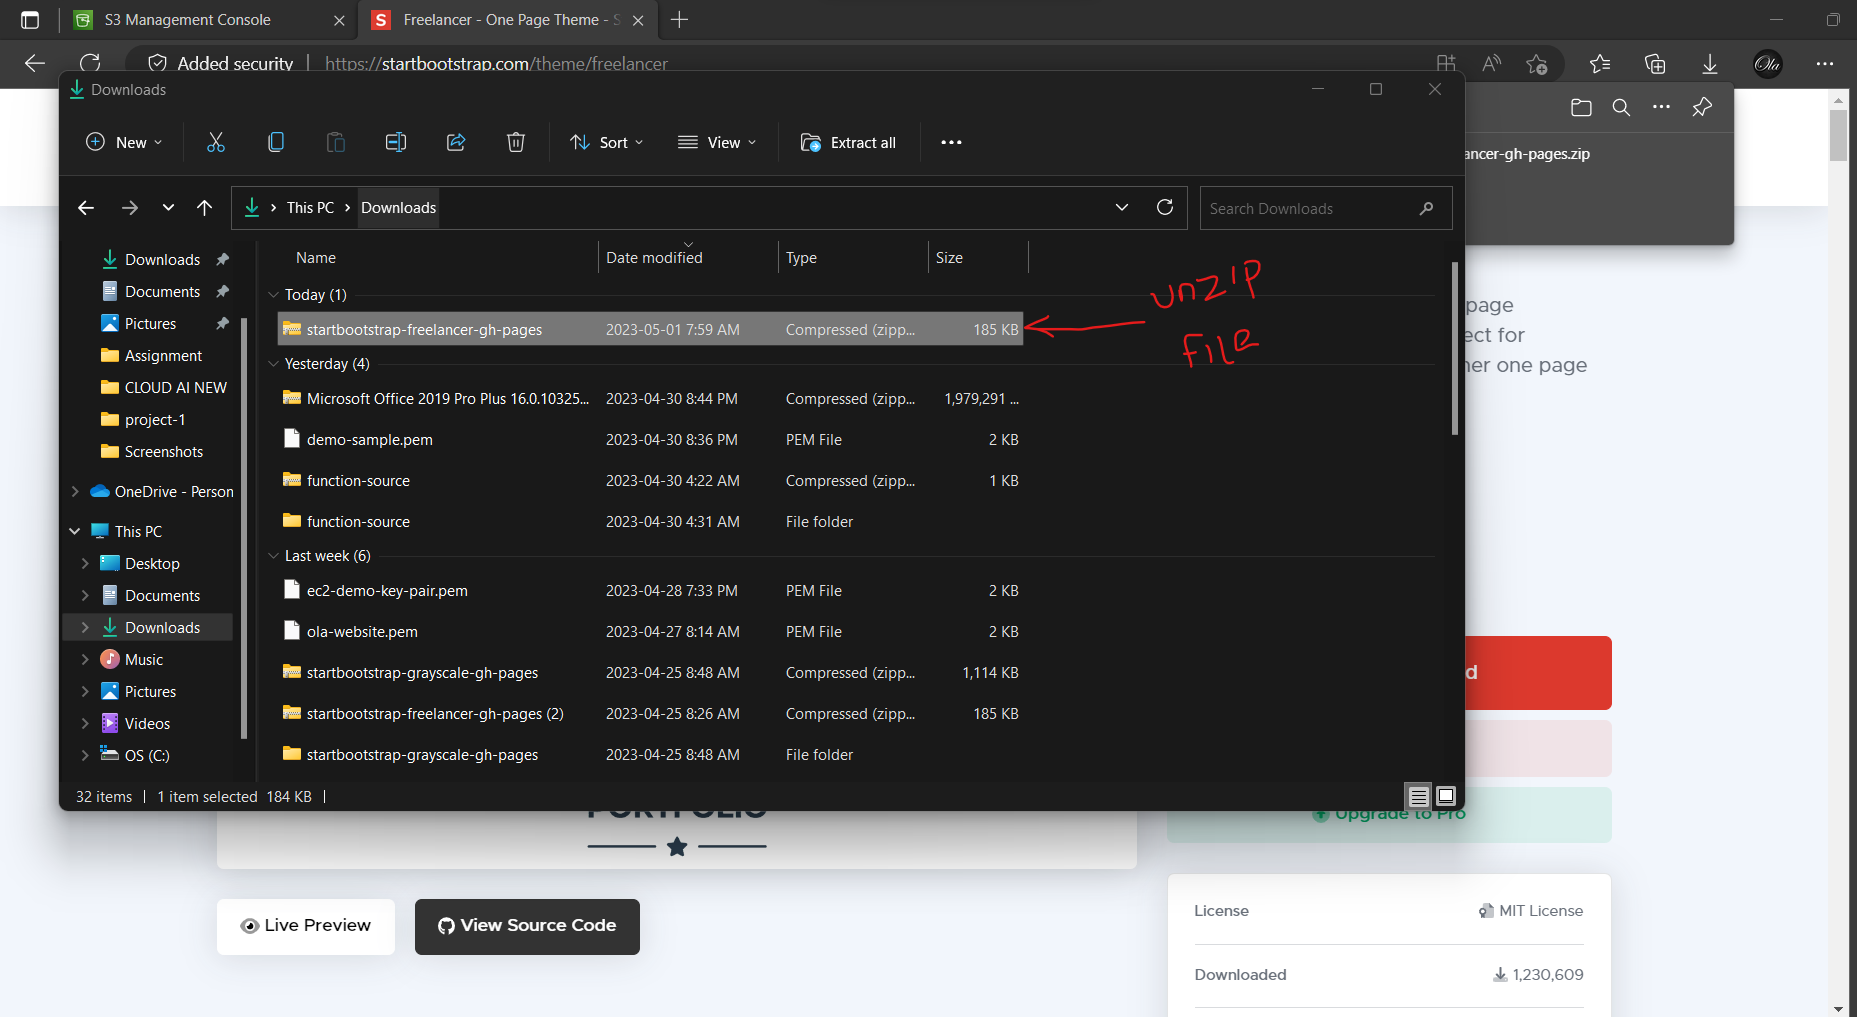 S3 Management Console
Freelancer - One Page Theme - S
Added security
https://startbootstrap.com/theme/freelancer
Ola
Downloads
New
Sort
View
Extract all
ancer-gh-pages.zip
This PC > Downloads
Search Downloads
Downloads
Documents
Pictures
Assignment
CLOUD AI NEW
project-1
Screenshots
OneDrive - Person
This PC
Desktop
Documents
Downloads
Music
Pictures
Videos
OS (C:)
Name Date modified Type Size
Today (1)
startbootstrap-freelancer-gh-pages 2023-05-01 7:59 AM Compressed (zipp... 185 KB
unzip
file
Yesterday (4)
Microsoft Office 2019 Pro Plus 16.0.10325... 2023-04-30 8:44 PM Compressed (zipp... 1,979,291 ...
demo-sample.pem 2023-04-30 8:36 PM PEM File 2 KB
function-source 2023-04-30 4:22 AM Compressed (zipp... 1 KB
function-source 2023-04-30 4:31 AM File folder
Last week (6)
ec2-demo-key-pair.pem 2023-04-28 7:33 PM PEM File 2 KB
ola-website.pem 2023-04-27 8:14 AM PEM File 2 KB
startbootstrap-grayscale-gh-pages 2023-04-25 8:48 AM Compressed (zipp... 1,114 KB
startbootstrap-freelancer-gh-pages (2) 2023-04-25 8:26 AM Compressed (zipp... 185 KB
startbootstrap-grayscale-gh-pages 2023-04-25 8:48 AM File folder
32 items | 1 item selected 184 KB |
page
ect for
her one page
d
Upgrade to Pro
PORTFOLIO
Live Preview
View Source Code
License MIT License
Downloaded 1,230,609